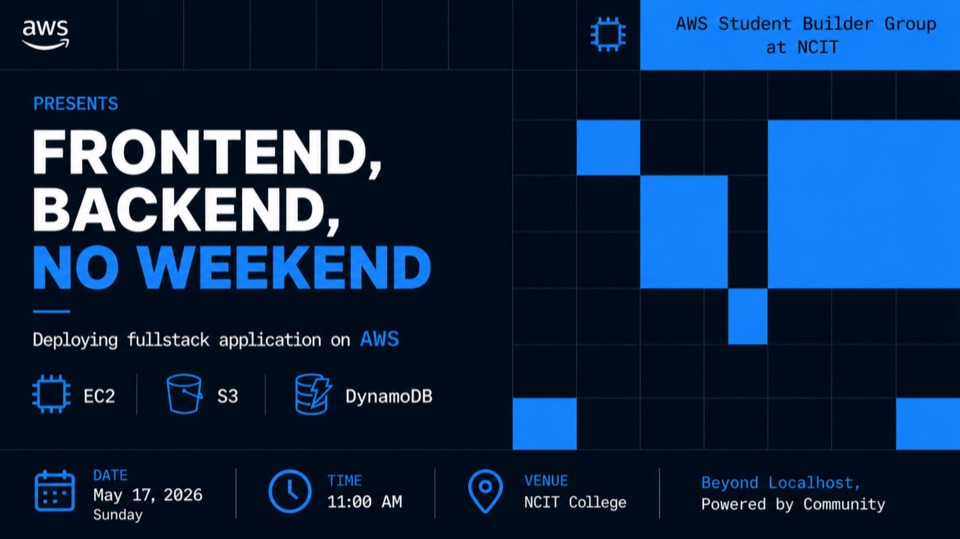 aws
AWS Student Builder Group
at NCIT
PRESENTS
FRONTEND,
BACKEND,
NO WEEKEND
Deploying fullstack application on AWS
EC2
S3
DynamoDB
DATE
May 17, 2026
Sunday
TIME
11:00 AM
VENUE
NCIT College
Beyond Localhost,
Powered by Community